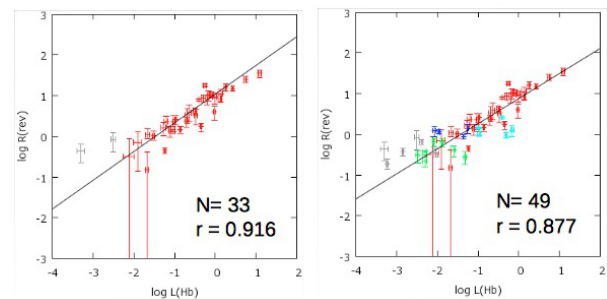 3
2
1
0
-1
-2
-3
log R(rev)
N= 33
r = 0.916
-4 -3 -2 -1 0 1 2
log L(Hb)
3
2
1
0
-1
-2
-3
log R(rev)
N= 49
r = 0.877
-4 -3 -2 -1 0 1 2
log L(Hb)